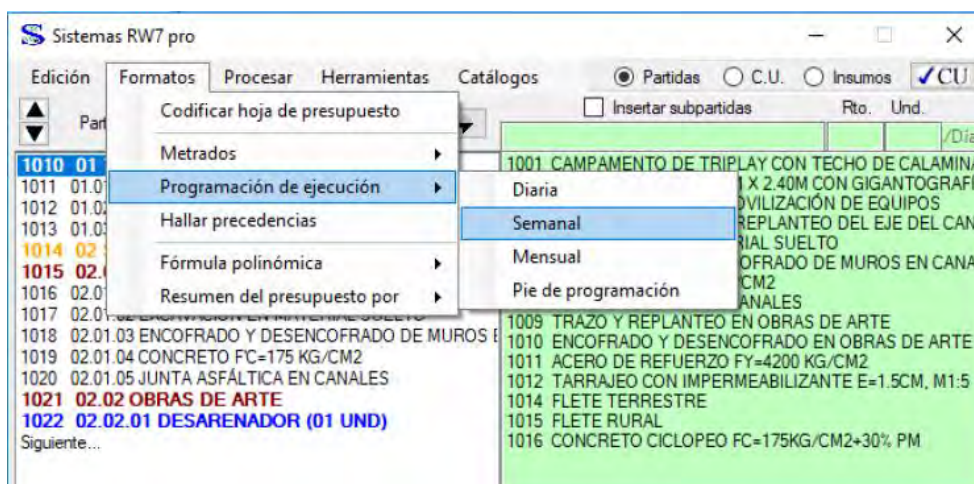 Sistemas RW7 pro
Edición Formatos Procesar Herramientas Catálogos Partidas C.U. Insumos ✓CU
Insertar subpartidas Rto. Und.
Part
/Día
Codificar hoja de presupuesto
Metrados
Programación de ejecución
Hallar precedencias
Fórmula polinómica
Resumen del presupuesto por
Diaria
Semanal
Mensual
Pie de programación
1010 01
1011 01.0
1012 01.0
1013 01.0
1014 02
1015 02.0
1016 02.0
1017 02.01.02 EXCAVACIÓN EN MATERIAL SUELTO
1018 02.01.03 ENCOFRADO Y DESENCOFRADO DE MUROS E
1019 02.01.04 CONCRETO F'C=175 KG/CM2
1020 02.01.05 JUNTA ASFÁLTICA EN CANALES
1021 02.02 OBRAS DE ARTE
1022 02.02.01 DESARENADOR (01 UND)
Siguiente...
1001 CAMPAMENTO DE TRIPLAY CON TECHO DE CALAMINA
X 2.40M CON GIGANTOGRAFI
OVILIZACIÓN DE EQUIPOS
REPLANTEO DEL EJE DEL CAN
RIAL SUELTO
OFRADO DE MUROS EN CANA
/CM2
ANALES
1009 TRAZO Y REPLANTEO EN OBRAS DE ARTE
1010 ENCOFRADO Y DESENCOFRADO EN OBRAS DE ARTE
1011 ACERO DE REFUERZO FY=4200 KG/CM2
1012 TARRAJEO CON IMPERMEABILIZANTE E=1.5CM, M1:5
1014 FLETE TERRESTRE
1015 FLETE RURAL
1016 CONCRETO CICLOPEO FC=175KG/CM2+30% PM